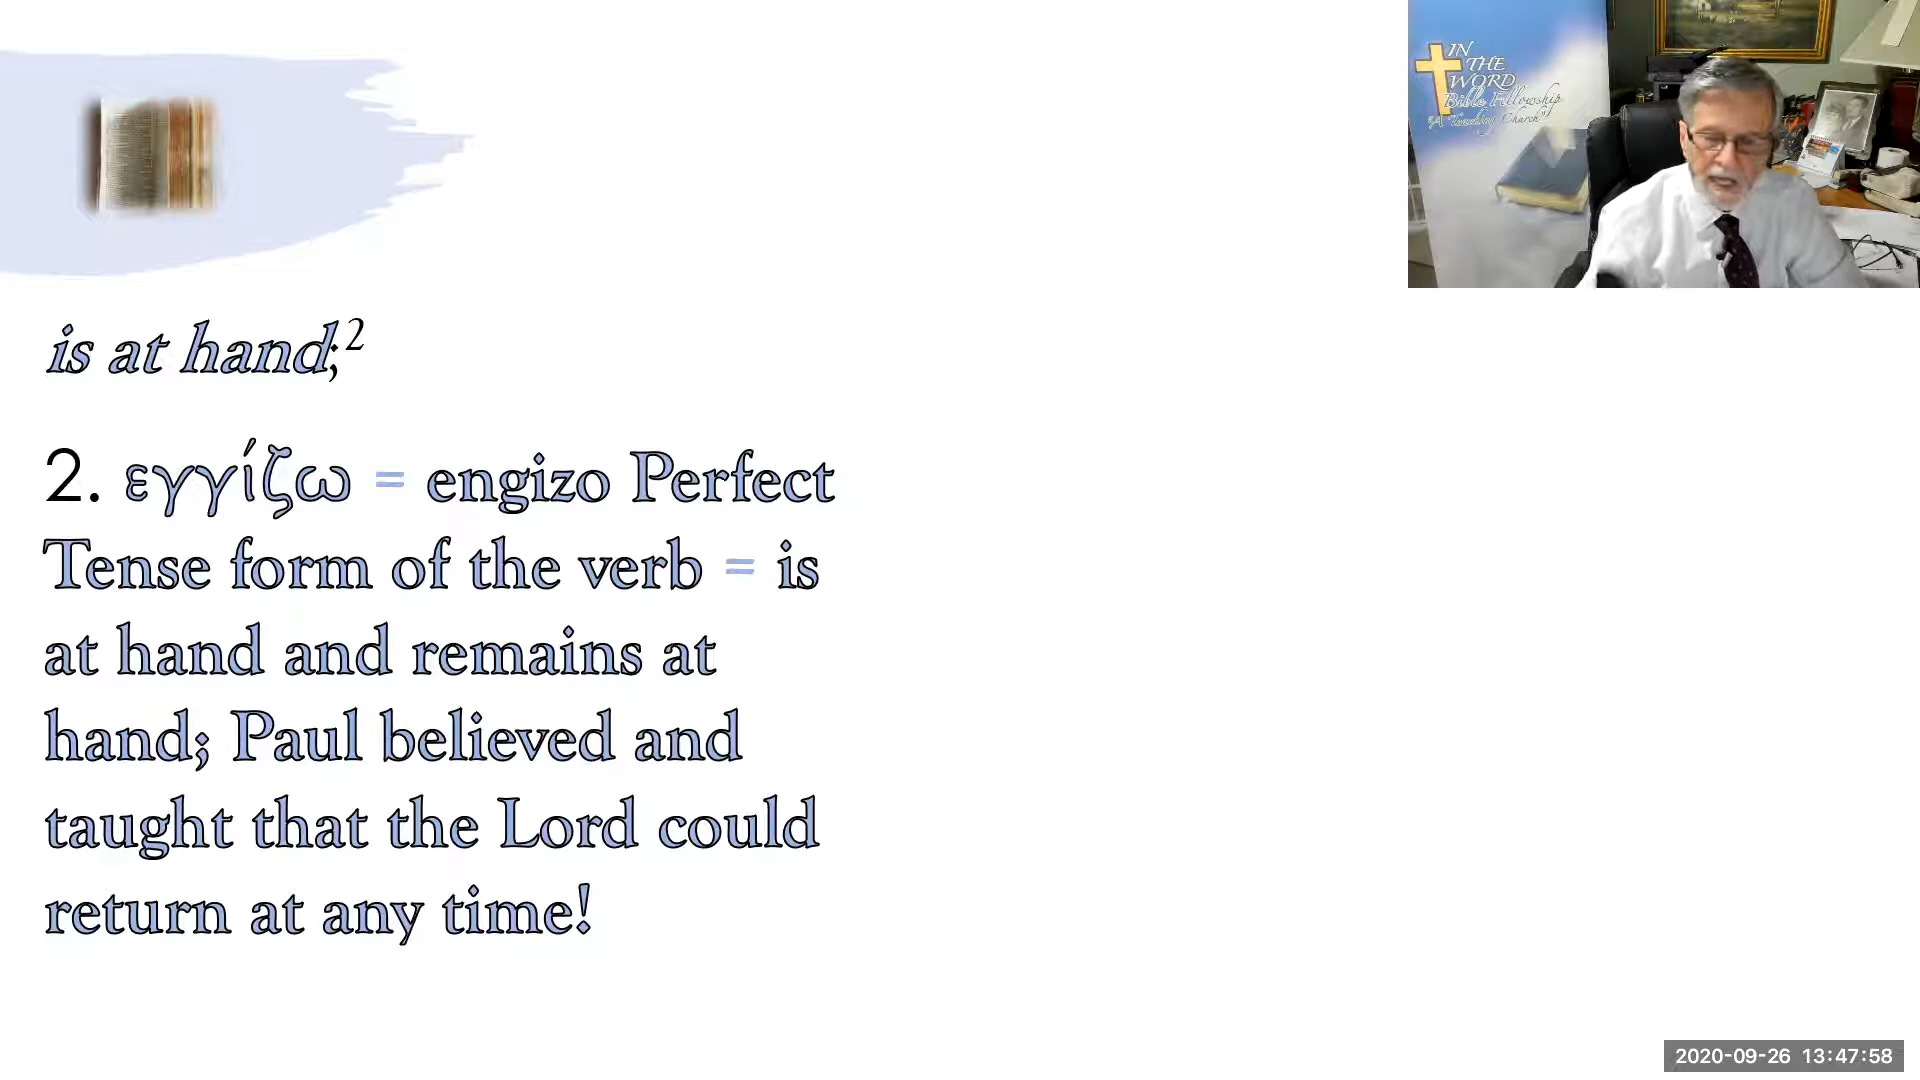 IN
THE
WORD
Bible Fellowship
"A Teaching Church"
is at hand;²
2. εγγίζω = engizo Perfect
Tense form of the verb = is
at hand and remains at
hand; Paul believed and
taught that the Lord could
return at any time!
2020-09-26 13:47:58